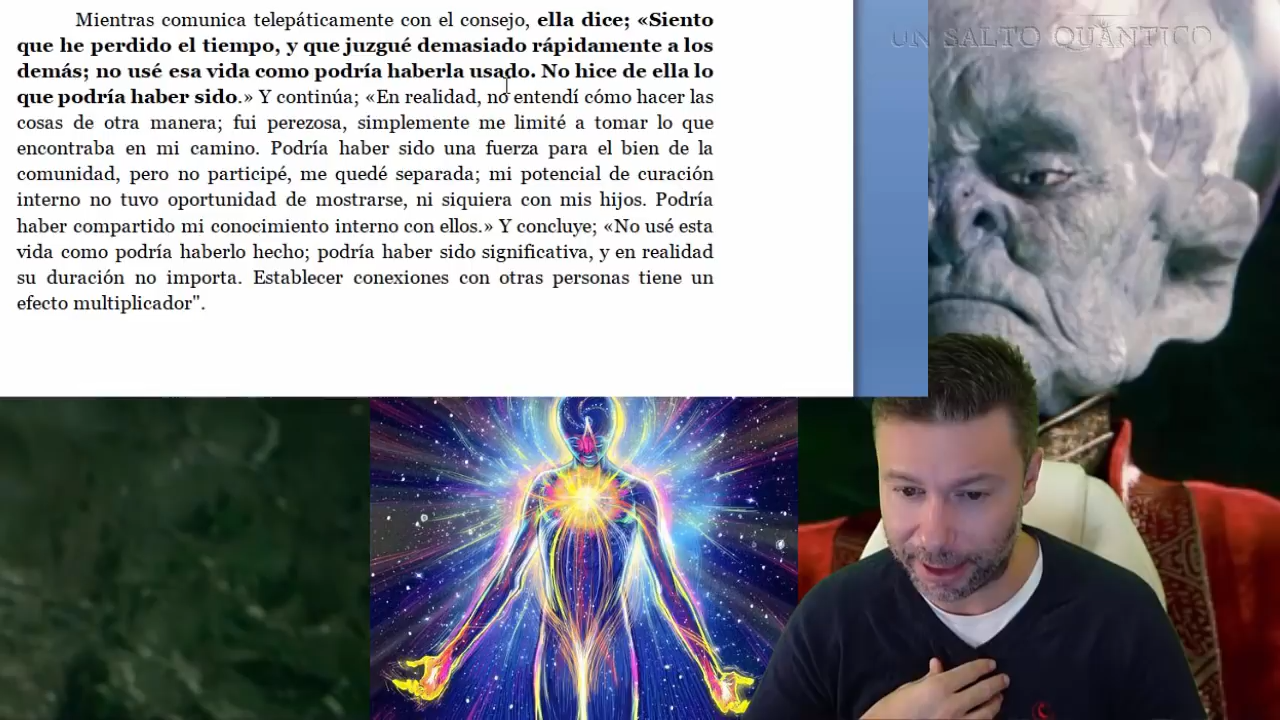 Mientras comunica telepáticamente con el consejo, ella dice; «Siento
que he perdido el tiempo, y que juzgué demasiado rápidamente a los
demás; no usé esa vida como podría haberla usado. No hice de ella lo
que podría haber sido.» Y continúa; «En realidad, no entendí cómo hacer las
cosas de otra manera; fui perezosa, simplemente me limité a tomar lo que
encontraba en mi camino. Podría haber sido una fuerza para el bien de la
comunidad, pero no participé, me quedé separada; mi potencial de curación
interno no tuvo oportunidad de mostrarse, ni siquiera con mis hijos. Podría
haber compartido mi conocimiento interno con ellos.» Y concluye; «No usé esta
vida como podría haberlo hecho; podría haber sido significativa, y en realidad
su duración no importa. Establecer conexiones con otras personas tiene un
efecto multiplicador".
UN SALTO QUÁNTICO